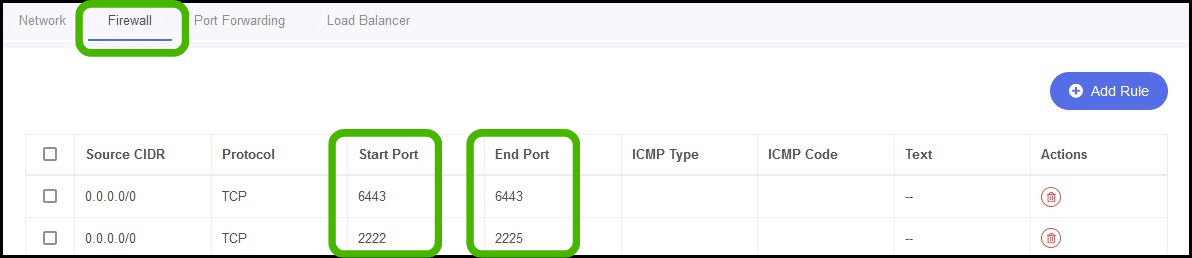 Network Firewall Port Forwarding Load Balancer
Add Rule
Source CIDR Protocol Start Port End Port ICMP Type ICMP Code Text Actions
0.0.0.0/0 TCP 6443 6443 --
0.0.0.0/0 TCP 2222 2225 --